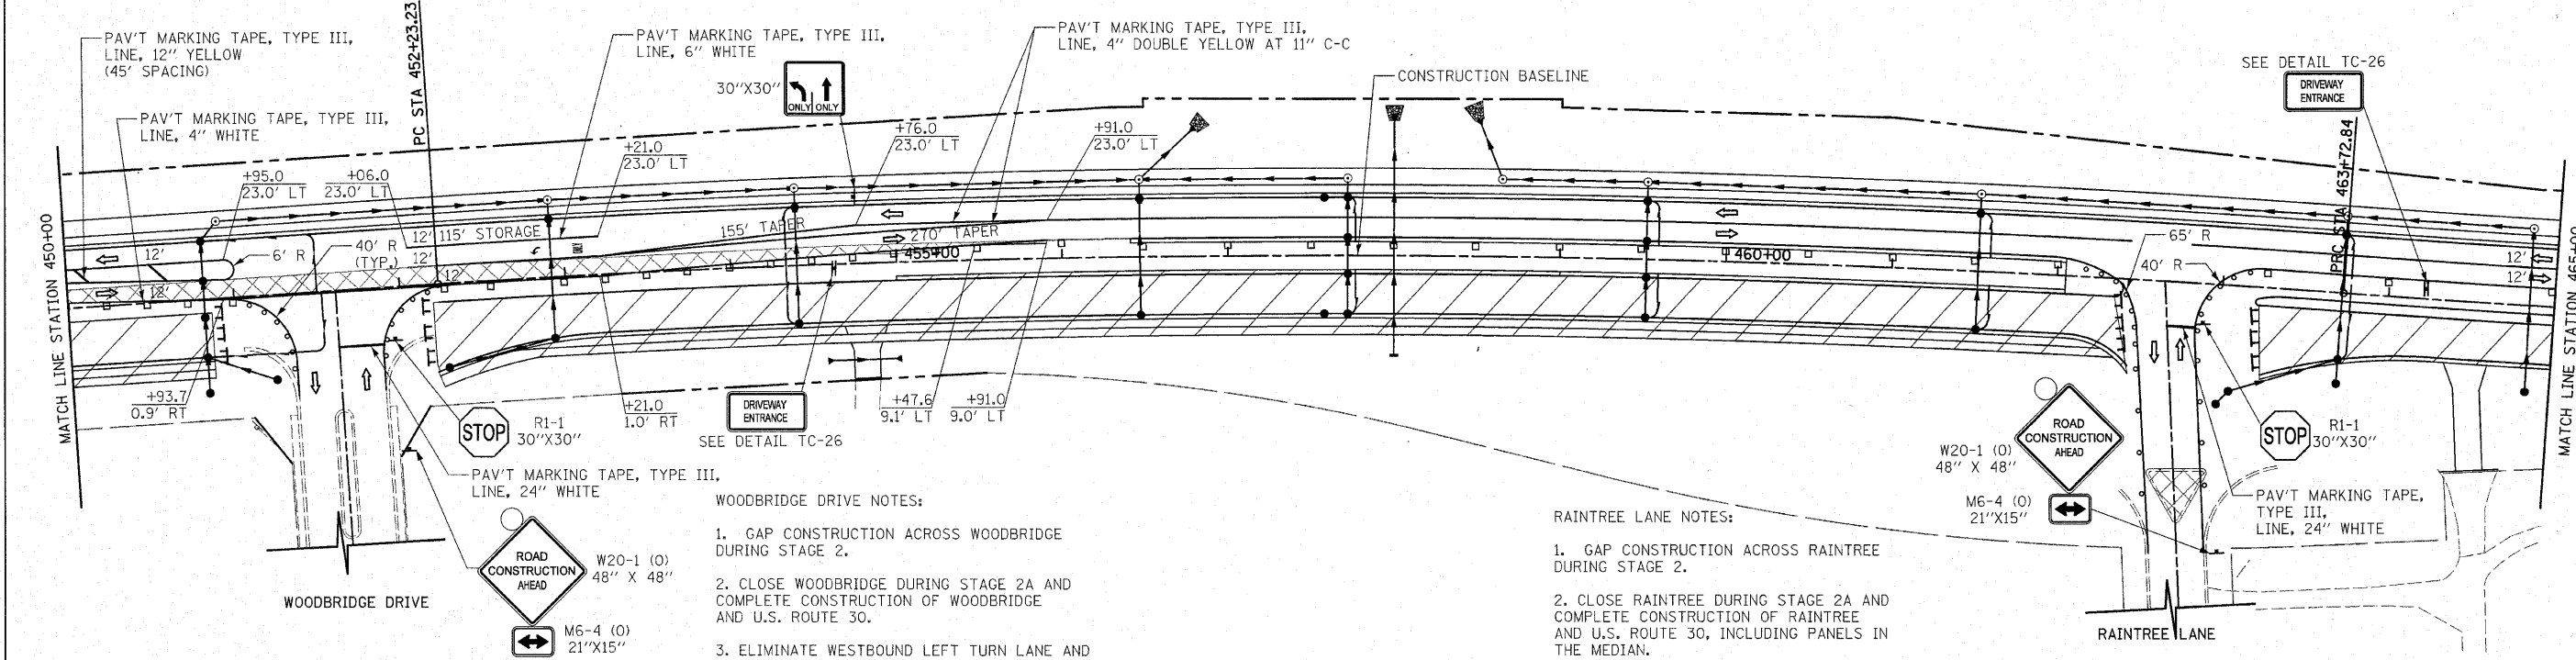 PAV'T MARKING TAPE, TYPE III,
LINE, 12" YELLOW
(45' SPACING)
PAV'T MARKING TAPE, TYPE III,
LINE, 4" WHITE
PC STA 452+23.23
PAV'T MARKING TAPE, TYPE III,
LINE, 6" WHITE
30"X30"
ONLY ONLY
PAV'T MARKING TAPE, TYPE III,
LINE, 4" DOUBLE YELLOW AT 11" C-C
CONSTRUCTION BASELINE
SEE DETAIL TC-26
DRIVEWAY
ENTRANCE
PRC STA 463+72.84
MATCH LINE STATION 450+00
+95.0
23.0' LT
+06.0
23.0' LT
+21.0
23.0' LT
+76.0
23.0' LT
+91.0
23.0' LT
12'
6' R
40' R
(TYP.)
12'
12'
12'
12'
115' STORAGE
155' TAPER
270' TAPER
455+00
460+00
65' R
40' R
12'
12'
MATCH LINE STATION 465+00
+93.7
0.9' RT
STOP
R1-1
30"X30"
+21.0
1.0' RT
DRIVEWAY
ENTRANCE
SEE DETAIL TC-26
+47.6
9.1' LT
+91.0
9.0' LT
PAV'T MARKING TAPE, TYPE III,
LINE, 24" WHITE
ROAD
CONSTRUCTION
AHEAD
W20-1 (O)
48" X 48"
M6-4 (O)
21"X15"
WOODBRIDGE DRIVE
WOODBRIDGE DRIVE NOTES:
1. GAP CONSTRUCTION ACROSS WOODBRIDGE
DURING STAGE 2.
2. CLOSE WOODBRIDGE DURING STAGE 2A AND
COMPLETE CONSTRUCTION OF WOODBRIDGE
AND U.S. ROUTE 30.
3. ELIMINATE WESTBOUND LEFT TURN LANE AND
RAINTREE LANE NOTES:
1. GAP CONSTRUCTION ACROSS RAINTREE
DURING STAGE 2.
2. CLOSE RAINTREE DURING STAGE 2A AND
COMPLETE CONSTRUCTION OF RAINTREE
AND U.S. ROUTE 30, INCLUDING PANELS IN
THE MEDIAN.
ROAD
CONSTRUCTION
AHEAD
W20-1 (O)
48" X 48"
M6-4 (O)
21"X15"
STOP
R1-1
30"X30"
PAV'T MARKING TAPE,
TYPE III,
LINE, 24" WHITE
RAINTREE LANE